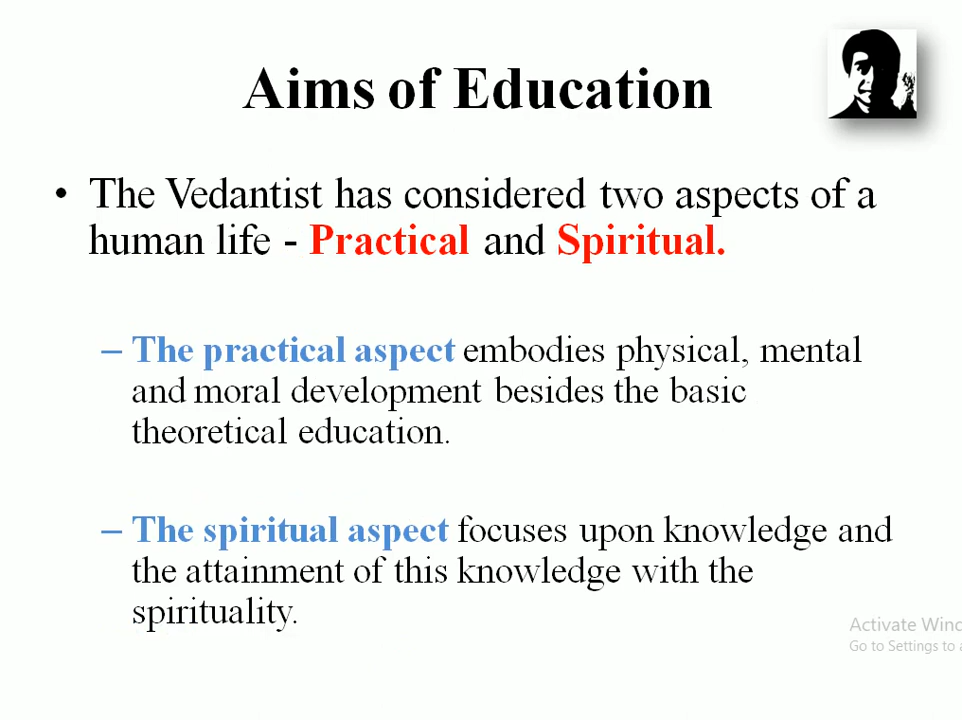 Aims of Education
• The Vedantist has considered two aspects of a
human life - Practical and Spiritual.
– The practical aspect embodies physical, mental
and moral development besides the basic
theoretical education.
– The spiritual aspect focuses upon knowledge and
the attainment of this knowledge with the
spirituality.
Activate Winc
Go to Settings to a